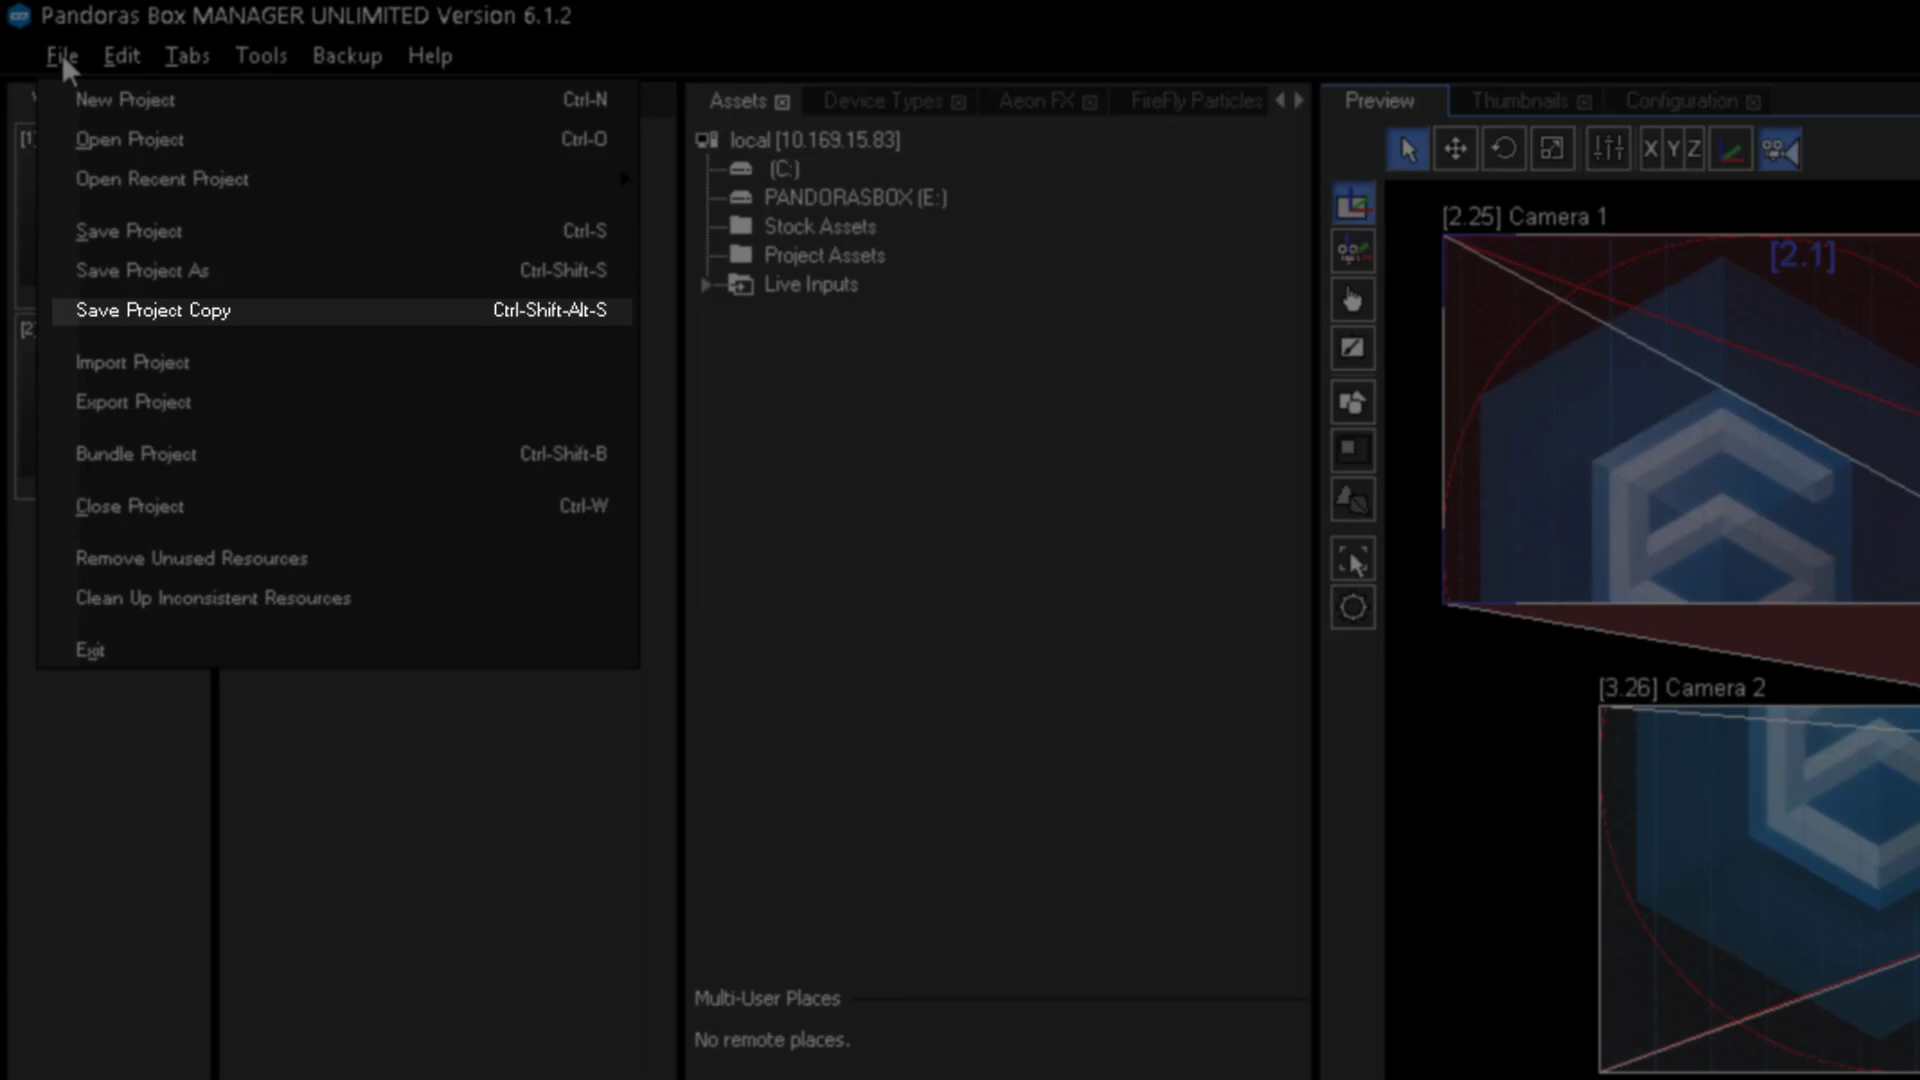 Pandoras Box MANAGER UNLIMITED Version 6.1.2
File Edit Tabs Tools Backup Help
New Project Ctrl-N
Open Project Ctrl-O
Open Recent Project
Save Project Ctrl-S
Save Project As Ctrl-Shift-S
Save Project Copy Ctrl-Shift-Alt-S
Import Project
Export Project
Bundle Project Ctrl-Shift-B
Close Project Ctrl-W
Remove Unused Resources
Clean Up Inconsistent Resources
Exit
[1]
[2]
Assets Device Types Aeon FX FireFly Particles
local [10.169.15.83]
(C:)
PANDORASBOX (E:)
Stock Assets
Project Assets
Live Inputs
Multi-User Places
No remote places.
Preview Thumbnails Configuration
X Y Z
[2.25] Camera 1
[2.1]
[3.26] Camera 2